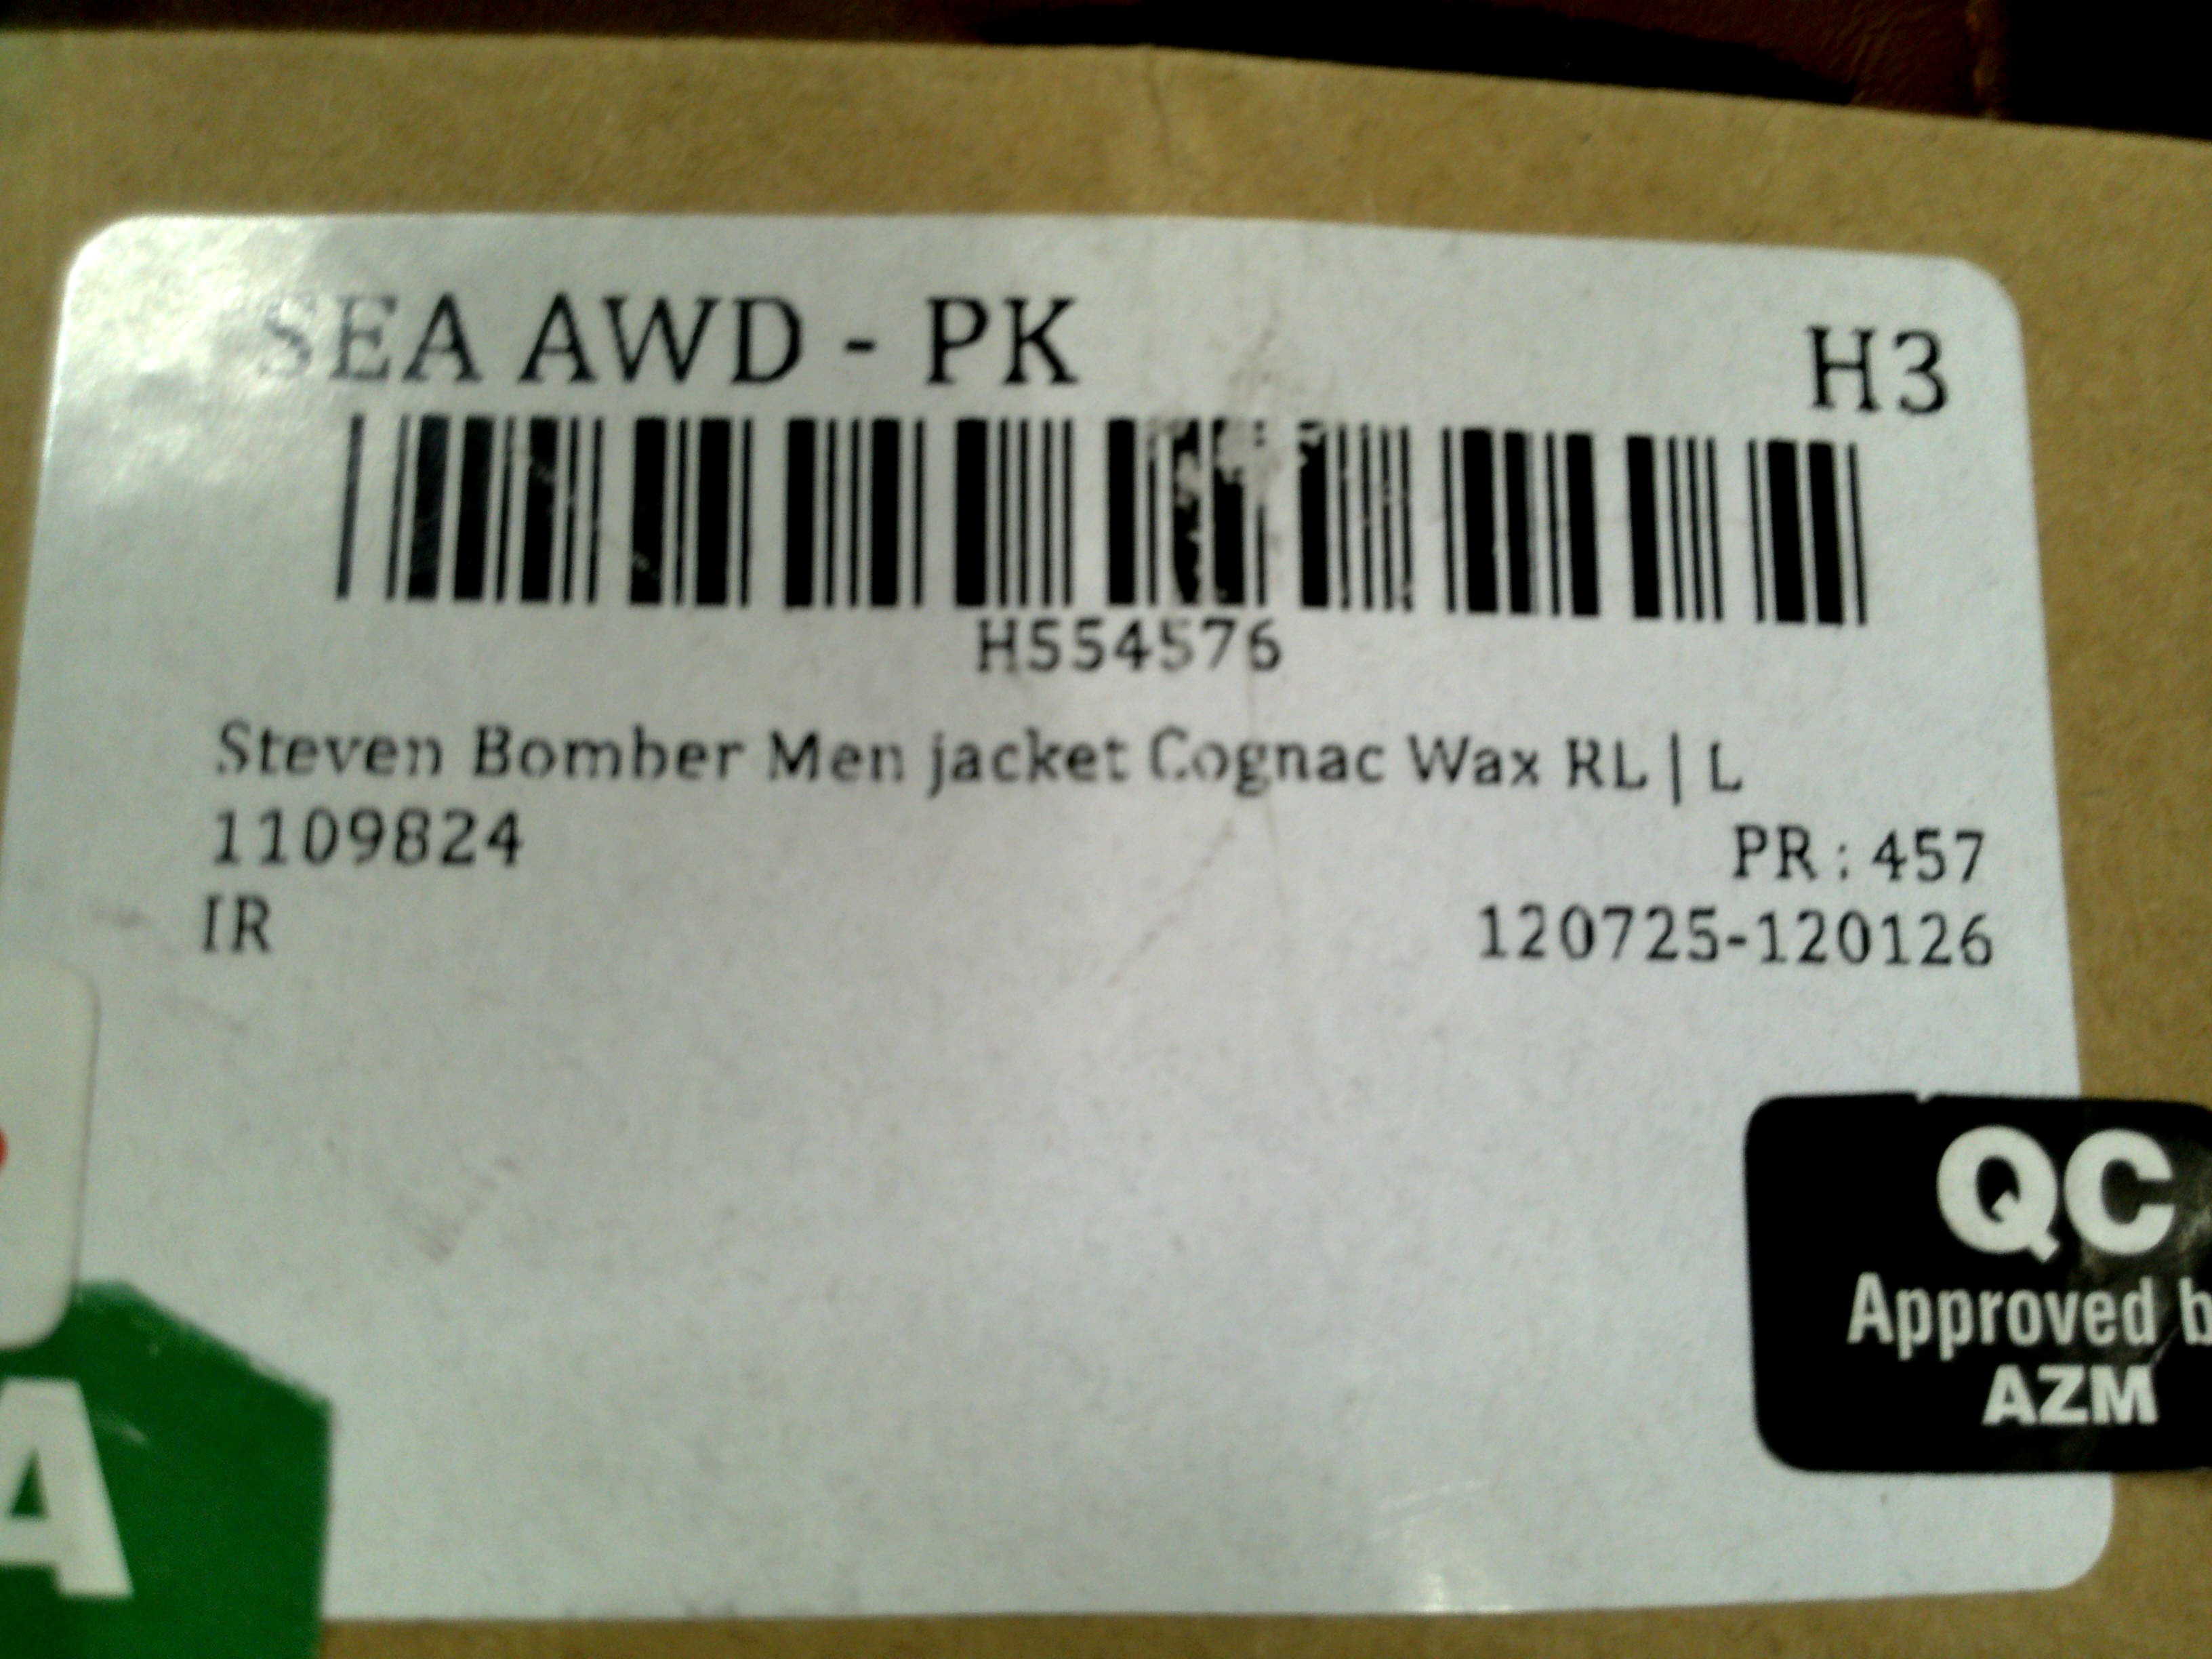 SEA AWD - PK
H3
H554576
Steven Bomber Men jacket Cognac Wax RL | L
1109824
PR : 457
IR
120725-120126
QC
Approved b
AZM
A